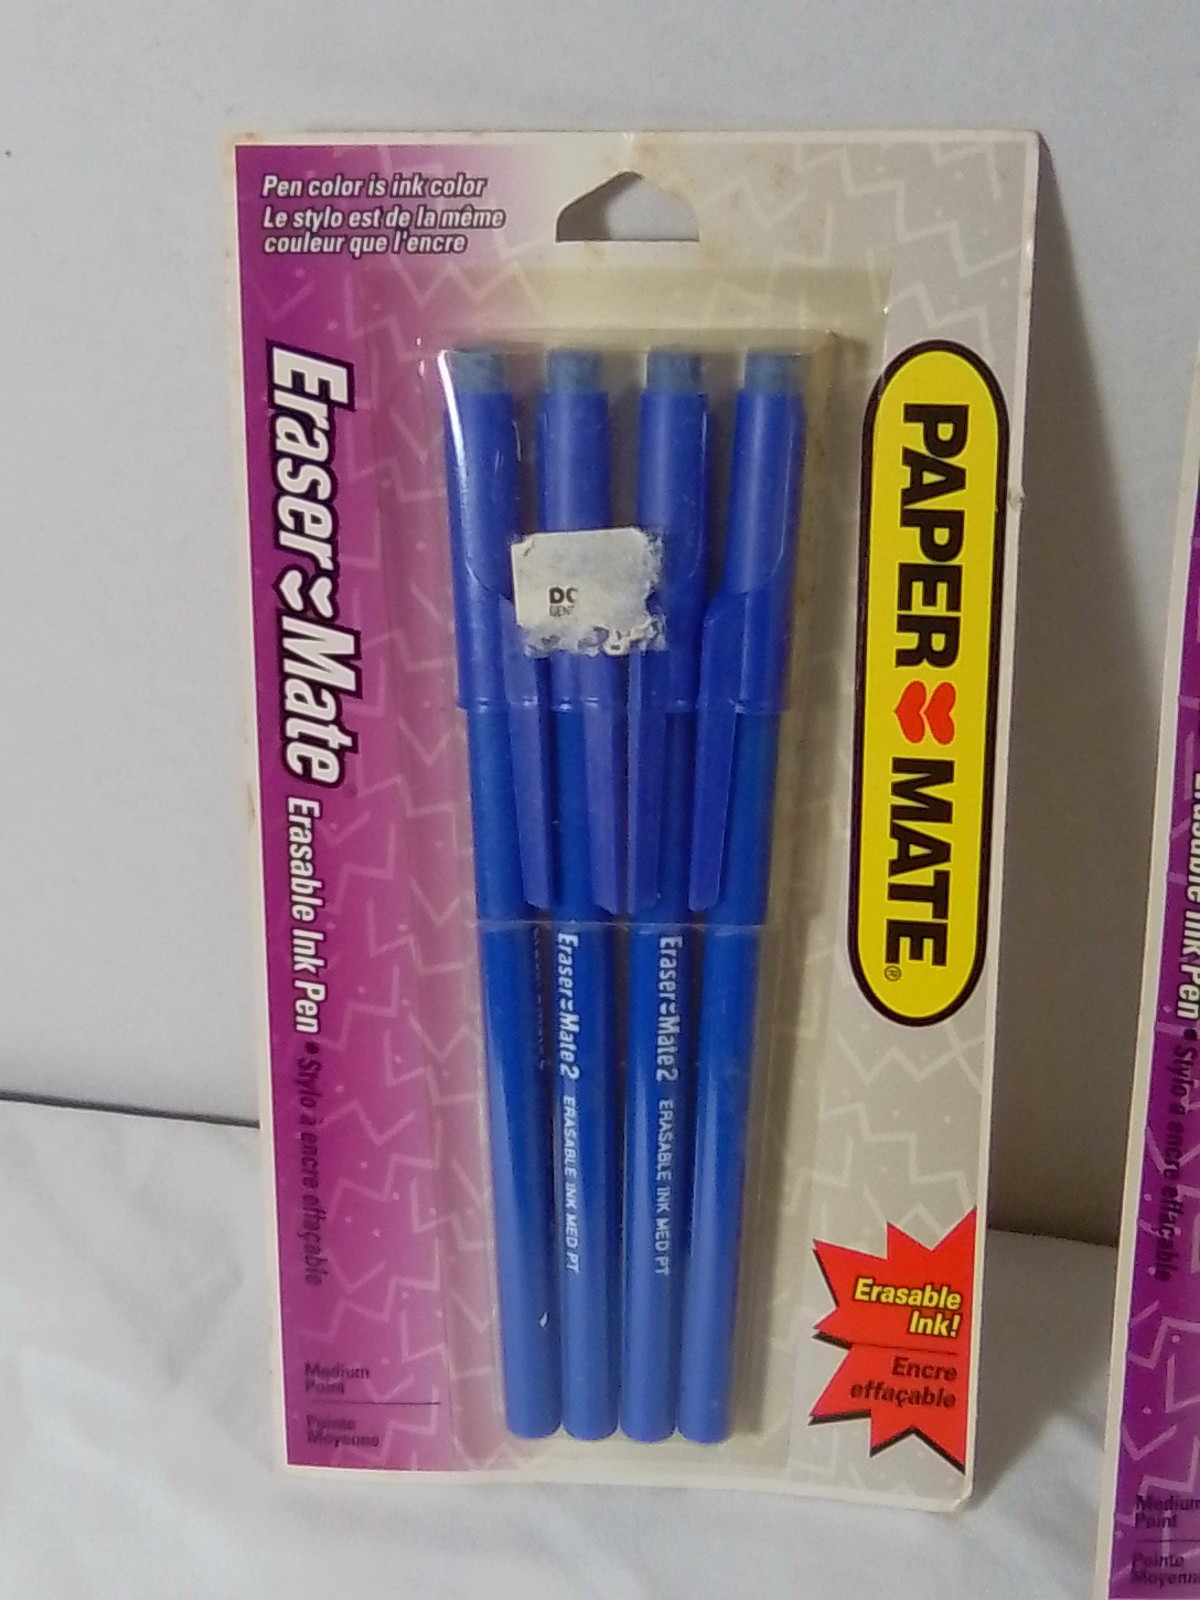 Pen color is ink color
Le stylo est de la même
couleur que l'encre
Eraser Mate Erasable Ink Pen • Stylo à encre effaçable
PAPER MATE®
DC
GEN
Eraser Mate 2 ERASABLE INK MED PT
Eraser Mate 2 ERASABLE INK MED PT
Erasable
Ink!
Encre
effaçable
Medium
Point
Pointe
Moyenne
Erasable Ink Pen • Stylo à encre effaçable
Medium
Point
Pointe
Moyenne